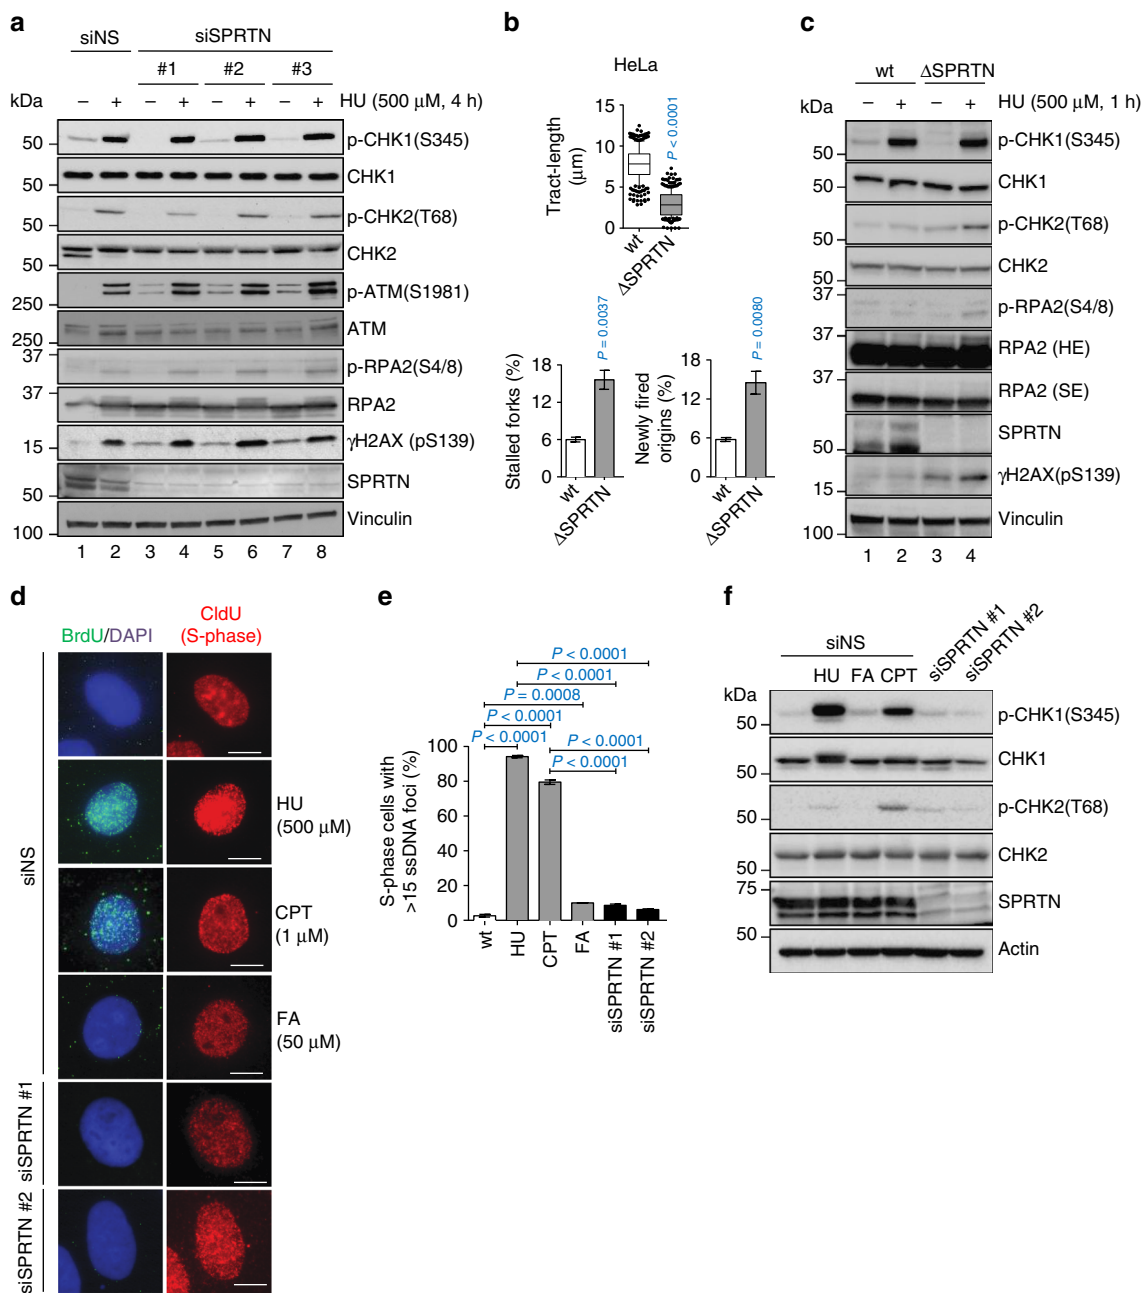 a
siNS
siSPRTN
#1 #2 #3
kDa
– + – + – + – + HU (500 µM, 4 h)
50 p-CHK1(S345)
50 CHK1
50 p-CHK2(T68)
50 CHK2
250 p-ATM(S1981)
250 ATM
37 p-RPA2(S4/8)
37 RPA2
15 γH2AX (pS139)
50 SPRTN
100 Vinculin
1 2 3 4 5 6 7 8
b
HeLa
Tract-length (µm)
15
10
5
0
P < 0.0001
wt
ΔSPRTN
Stalled forks (%)
18
12
6
0
P = 0.0037
wt
ΔSPRTN
Newly fired origins (%)
18
12
6
0
P = 0.0080
wt
ΔSPRTN
c
wt ΔSPRTN
kDa – + – + HU (500 µM, 1 h)
50 p-CHK1(S345)
50 CHK1
50 p-CHK2(T68)
50 CHK2
37 p-RPA2(S4/8)
37 RPA2 (HE)
37 RPA2 (SE)
50 SPRTN
15 γH2AX(pS139)
100 Vinculin
1 2 3 4
d
BrdU/DAPI
CldU
(S-phase)
siNS
HU
(500 µM)
CPT
(1 µM)
FA
(50 µM)
siSPRTN #1
siSPRTN #2
e
P < 0.0001
P < 0.0001
P = 0.0008
P < 0.0001
P < 0.0001
P < 0.0001
P < 0.0001
S-phase cells with
>15 ssDNA foci (%)
100
80
60
40
20
0
wt
HU
CPT
FA
siSPRTN #1
siSPRTN #2
f
siNS
HU FA CPT
siSPRTN #1
siSPRTN #2
kDa
50 p-CHK1(S345)
50 CHK1
50 p-CHK2(T68)
50 CHK2
75 SPRTN
50 Actin